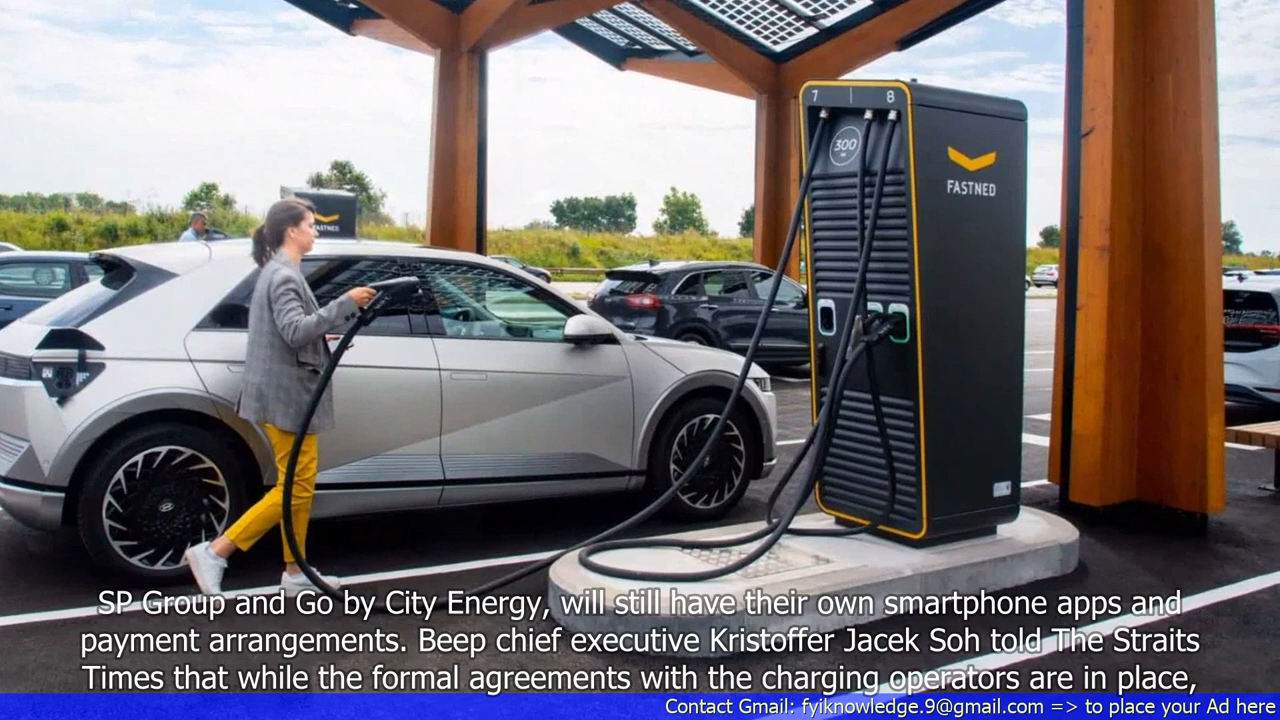 7 | 8
300
FASTNED
FASTNED
SP Group and Go by City Energy, will still have their own smartphone apps and
payment arrangements. Beep chief executive Kristoffer Jacek Soh told The Straits
Times that while the formal agreements with the charging operators are in place,
Contact Gmail: fyiknowledge.9@gmail.com => to place your Ad here